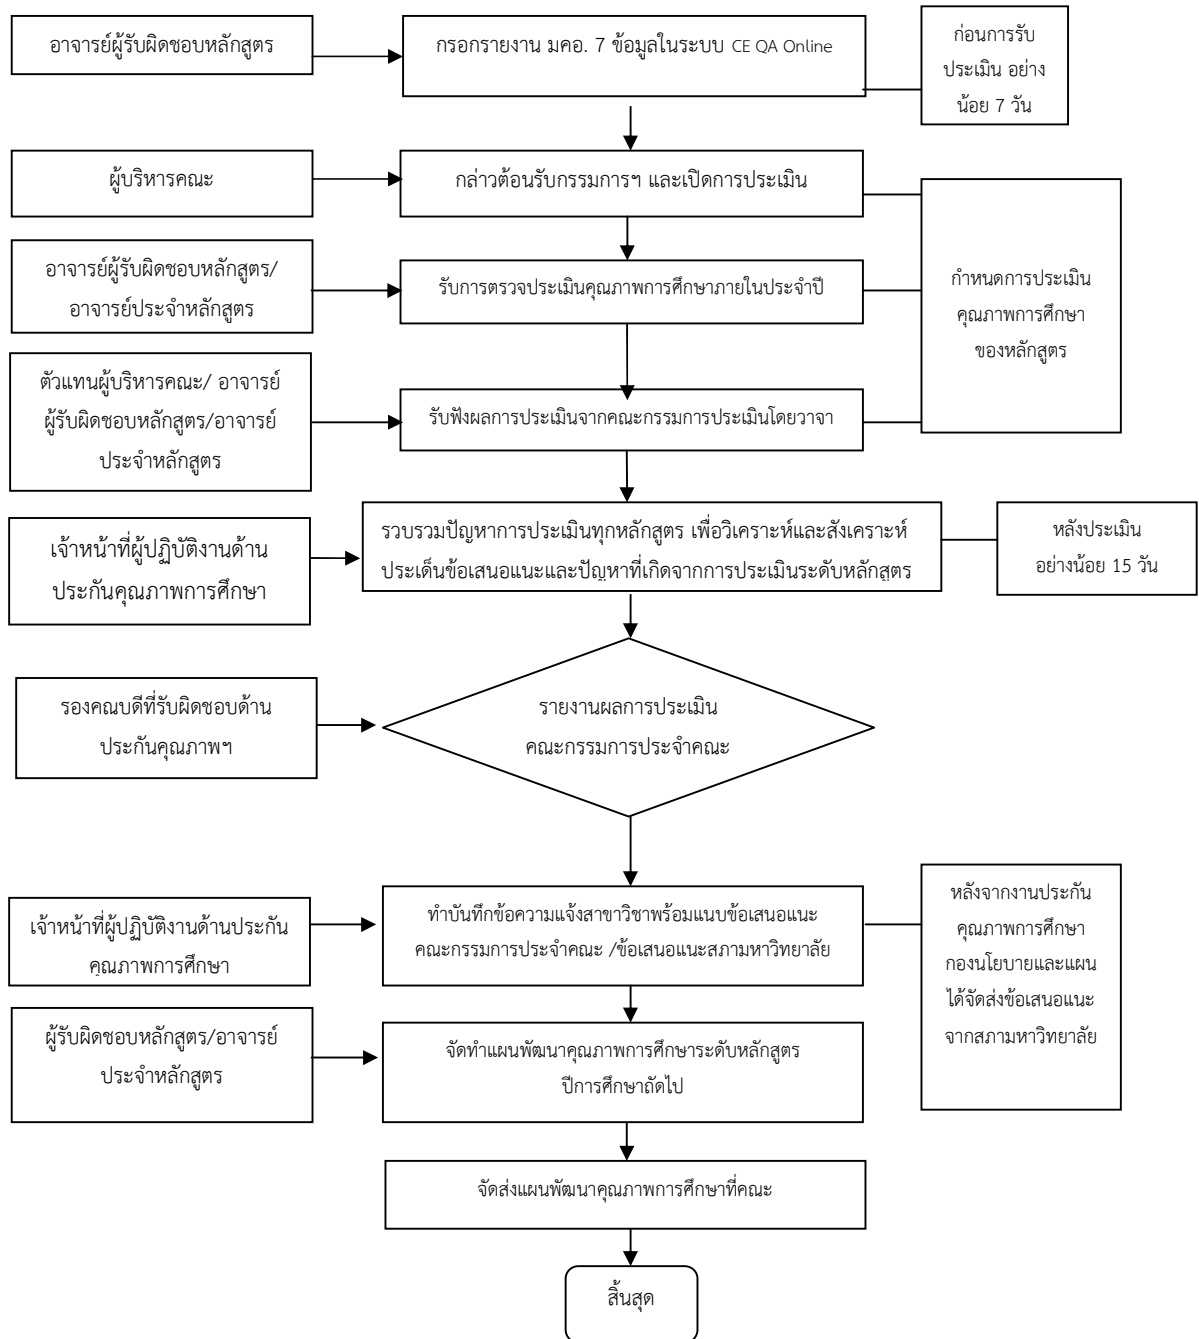 อาจารย์ผู้รับผิดชอบหลักสูตร
กรอกรายงาน มคอ. 7 ข้อมูลในระบบ CE QA Online
ก่อนการรับ
ประเมิน อย่าง
น้อย 7 วัน
ผู้บริหารคณะ
กล่าวต้อนรับกรรมการฯ และเปิดการประเมิน
อาจารย์ผู้รับผิดชอบหลักสูตร/
อาจารย์ประจำหลักสูตร
รับการตรวจประเมินคุณภาพการศึกษาภายในประจำปี
กำหนดการประเมิน
คุณภาพการศึกษา
ของหลักสูตร
ตัวแทนผู้บริหารคณะ/ อาจารย์
ผู้รับผิดชอบหลักสูตร/อาจารย์
ประจำหลักสูตร
รับฟังผลการประเมินจากคณะกรรมการประเมินโดยวาจา
เจ้าหน้าที่ผู้ปฏิบัติงานด้าน
ประกันคุณภาพการศึกษา
รวบรวมปัญหาการประเมินทุกหลักสูตร เพื่อวิเคราะห์และสังเคราะห์
ประเด็นข้อเสนอแนะและปัญหาที่เกิดจากการประเมินระดับหลักสูตร
หลังประเมิน
อย่างน้อย 15 วัน
รองคณบดีที่รับผิดชอบด้าน
ประกันคุณภาพฯ
รายงานผลการประเมิน
คณะกรรมการประจำคณะ
เจ้าหน้าที่ผู้ปฏิบัติงานด้านประกัน
คุณภาพการศึกษา
ทำบันทึกข้อความแจ้งสาขาวิชาพร้อมแนบข้อเสนอแนะ
คณะกรรมการประจำคณะ /ข้อเสนอแนะสภามหาวิทยาลัย
หลังจากงานประกัน
คุณภาพการศึกษา
กองนโยบายและแผน
ได้จัดส่งข้อเสนอแนะ
จากสภามหาวิทยาลัย
ผู้รับผิดชอบหลักสูตร/อาจารย์
ประจำหลักสูตร
จัดทำแผนพัฒนาคุณภาพการศึกษาระดับหลักสูตร
ปีการศึกษาถัดไป
จัดส่งแผนพัฒนาคุณภาพการศึกษาที่คณะ
สิ้นสุด